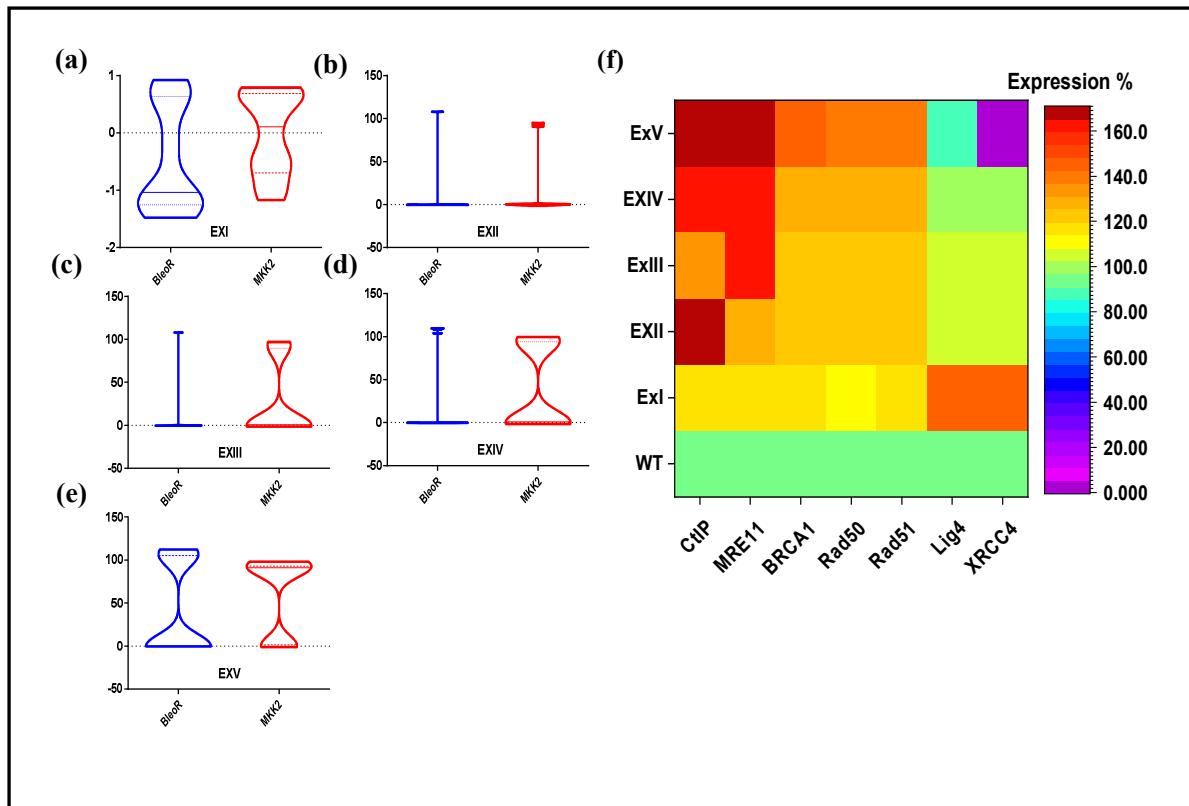 (a)
1
0
-1
-2
EXI
BleoR
MKK2
(b)
150
100
50
0
-50
EXII
BleoR
MKK2
(c)
150
100
50
0
-50
EXIII
BleoR
MKK2
(d)
150
100
50
0
-50
EXIV
BleoR
MKK2
(e)
150
100
50
0
-50
EXV
BleoR
MKK2
(f)
Expression %
ExV
EXIV
ExIII
EXII
ExI
WT
CtIP
MRE11
BRCA1
Rad50
Rad51
Lig4
XRCC4
160.0
140.0
120.0
100.0
80.00
60.00
40.00
20.00
0.000